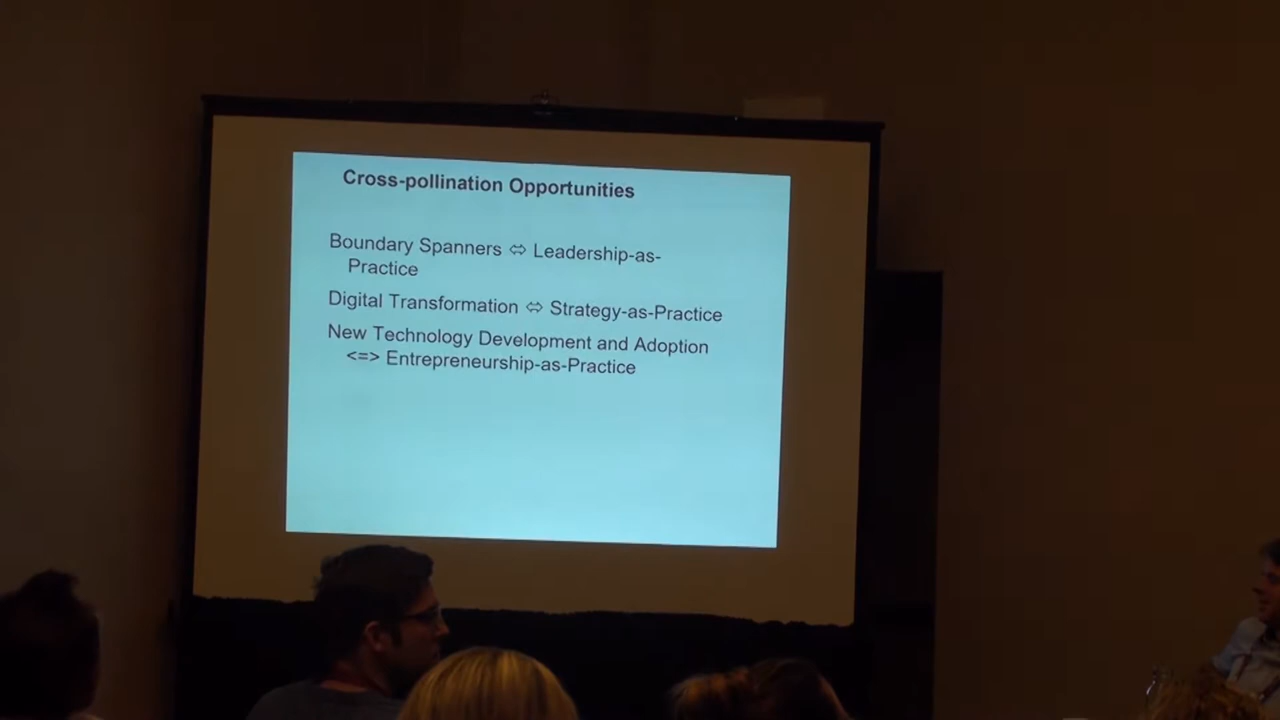 Cross-pollination Opportunities
Boundary Spanners ⇔ Leadership-as-
Practice
Digital Transformation ⇔ Strategy-as-Practice
New Technology Development and Adoption
<=> Entrepreneurship-as-Practice